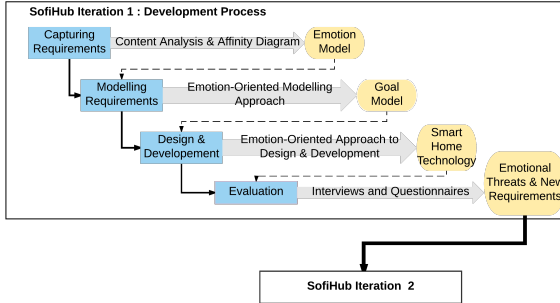 SofiHub Iteration 1 : Development Process
Capturing
Requirements
Content Analysis & Affinity Diagram
Emotion
Model
Modelling
Requirements
Emotion-Oriented Modelling
Approach
Goal
Model
Design &
Developement
Emotion-Oriented Approach to
Design & Development
Smart
Home
Technology
Evaluation
Interviews and Questionnaires
Emotional
Threats & New
Requirements
SofiHub Iteration 2